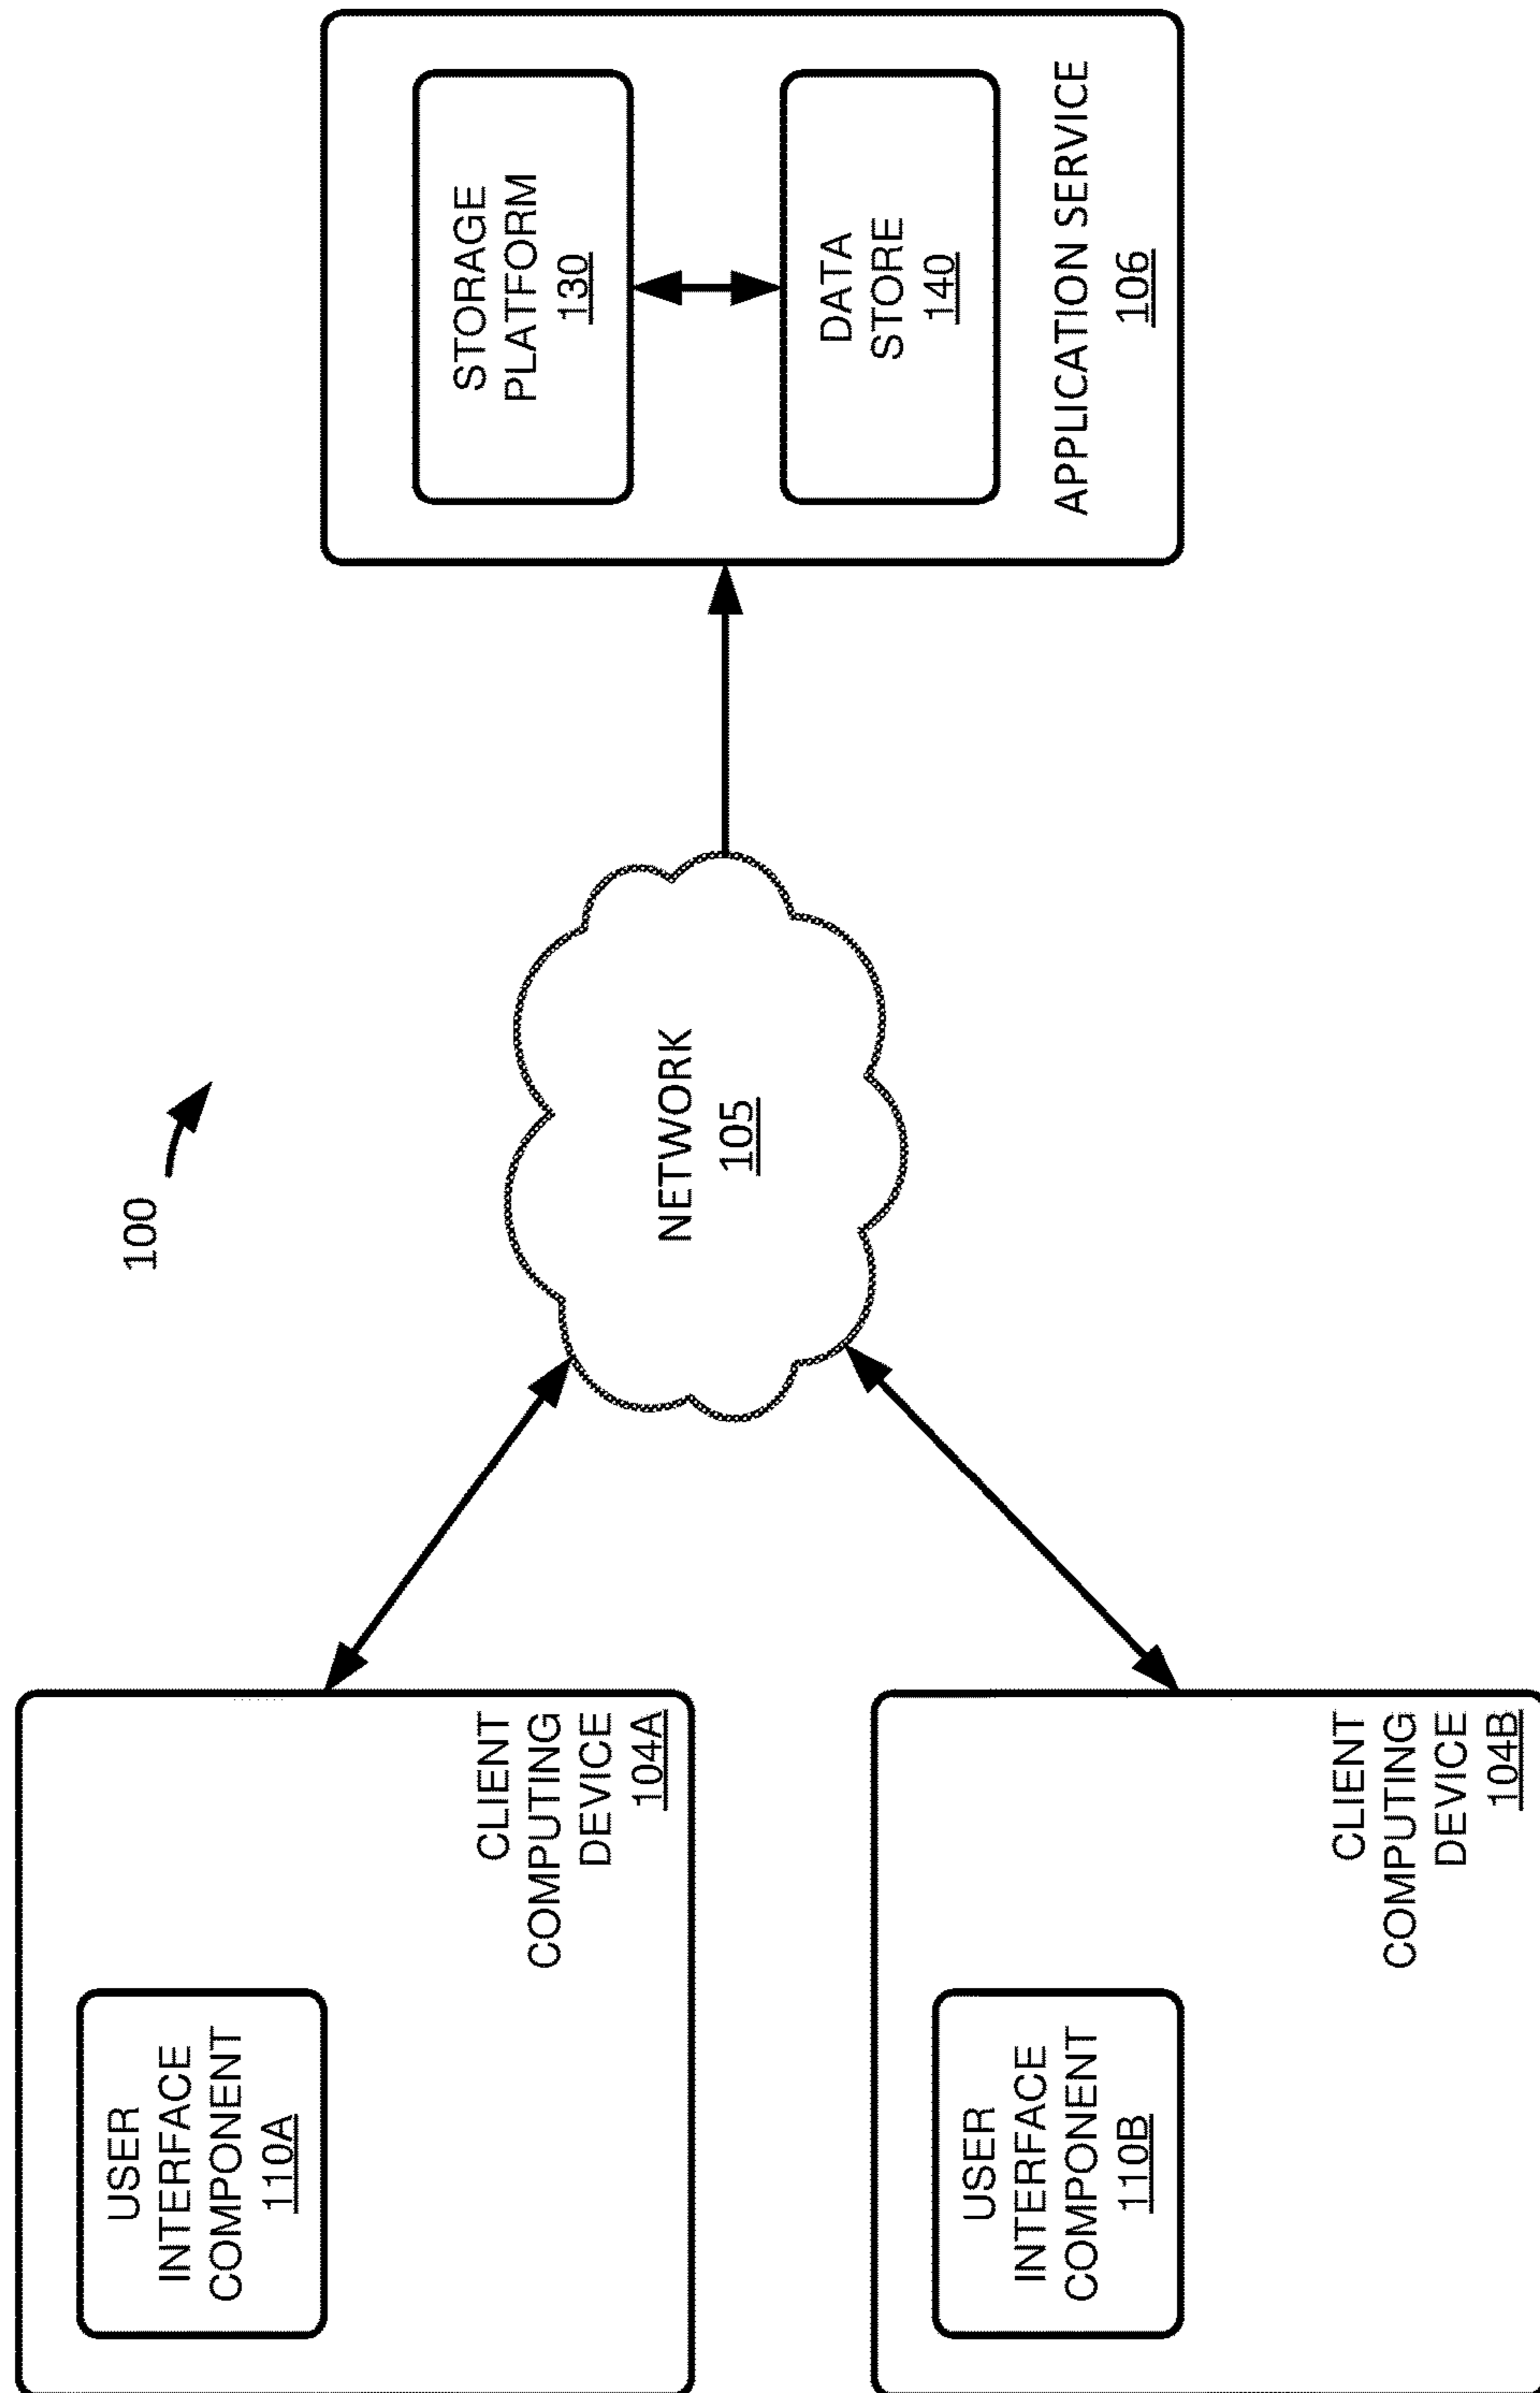 100
USER
INTERFACE
COMPONENT
110A
CLIENT
COMPUTING
DEVICE
104A
USER
INTERFACE
COMPONENT
110B
CLIENT
COMPUTING
DEVICE
104B
NETWORK
105
STORAGE
PLATFORM
130
DATA
STORE
140
APPLICATION SERVICE
106